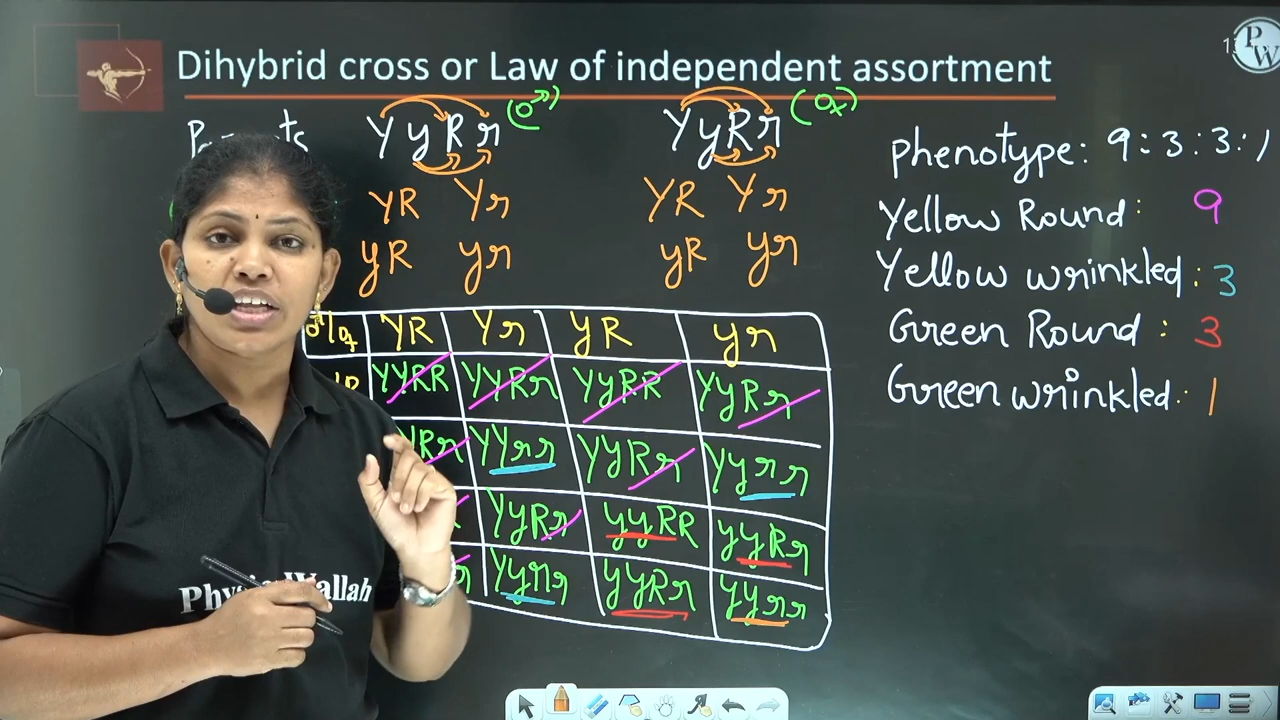 Dihybrid cross or Law of independent assortment
PW
Parents
YyRr (♂)
YyRr (♀)
YR Yr
yR yr
YR Yr
yR yr
♂/♀ YR Yr yR yr
YYRR YYRr YyRR YyRr
YYrr YyRr Yyrr
YyRr yyRR yyRr
Yyrr yyRr yyrr
phenotype: 9:3:3:1
Yellow Round: 9
Yellow wrinkled: 3
Green Round: 3
Green wrinkled: 1